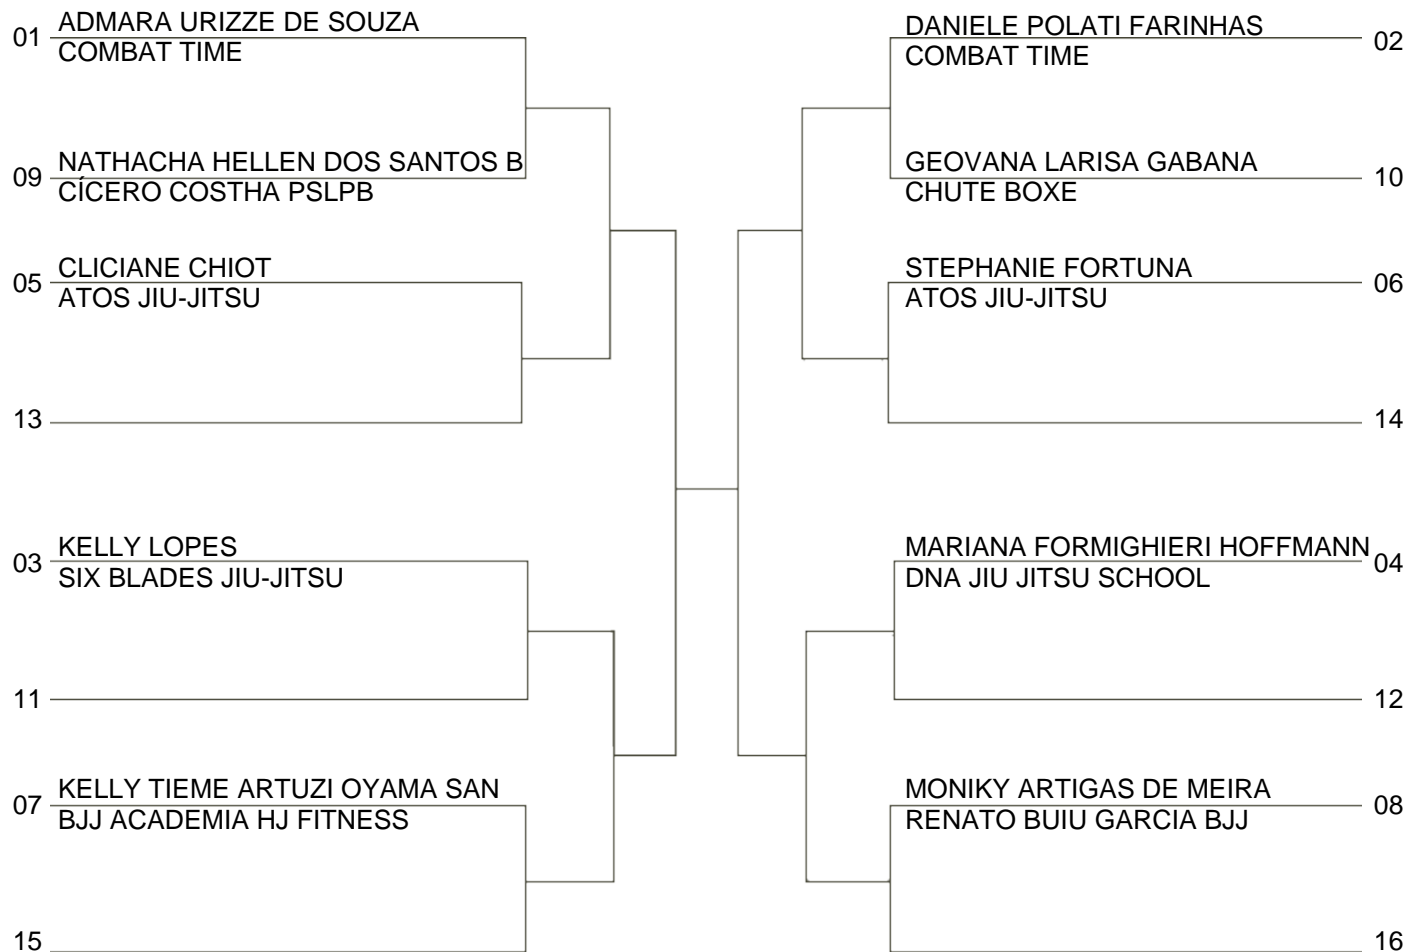 01 ADMARA URIZZE DE SOUZA
COMBAT TIME
09 NATHACHA HELLEN DOS SANTOS B
CÍCERO COSTHA PSLPB
05 CLICIANE CHIOT
ATOS JIU-JITSU
13
03 KELLY LOPES
SIX BLADES JIU-JITSU
11
07 KELLY TIEME ARTUZI OYAMA SAN
BJJ ACADEMIA HJ FITNESS
15
DANIELE POLATI FARINHAS 02
COMBAT TIME
GEOVANA LARISA GABANA 10
CHUTE BOXE
STEPHANIE FORTUNA 06
ATOS JIU-JITSU
14
MARIANA FORMIGHIERI HOFFMANN 04
DNA JIU JITSU SCHOOL
12
MONIKY ARTIGAS DE MEIRA 08
RENATO BUIU GARCIA BJJ
16